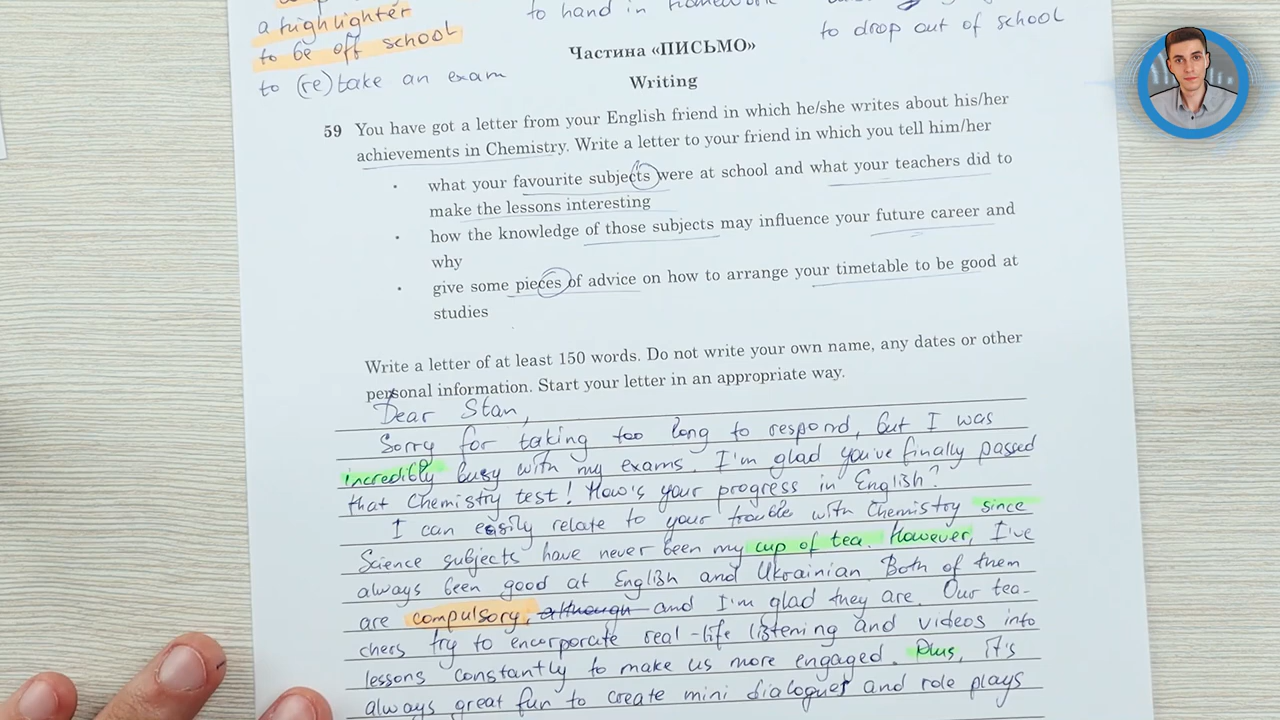 a highlighter
to hand in homework
to be off school
to drop out of school
to (re)take an exam
Частина «ПИСЬМО»
Writing
59 You have got a letter from your English friend in which he/she writes about his/her
achievements in Chemistry. Write a letter to your friend in which you tell him/her
· what your favourite subjects were at school and what your teachers did to
make the lessons interesting
· how the knowledge of those subjects may influence your future career and
why
· give some pieces of advice on how to arrange your timetable to be good at
studies
Write a letter of at least 150 words. Do not write your own name, any dates or other
personal information. Start your letter in an appropriate way.
Dear Stan,
Sorry for taking too long to respond, but I was
incredibly busy with my exams. I'm glad you've finally passed
that Chemistry test! How's your progress in English?
I can easily relate to your trouble with Chemistry since
Science subjects have never been my cup of tea. However, I've
always been good at English and Ukrainian. Both of them
are compulsory, although and I'm glad they are. Our tea-
chers try to encorporate real-life listening and videos into
lessons constantly to make us more engaged. Plus, it's
always great fun to create mini dialogues and role plays